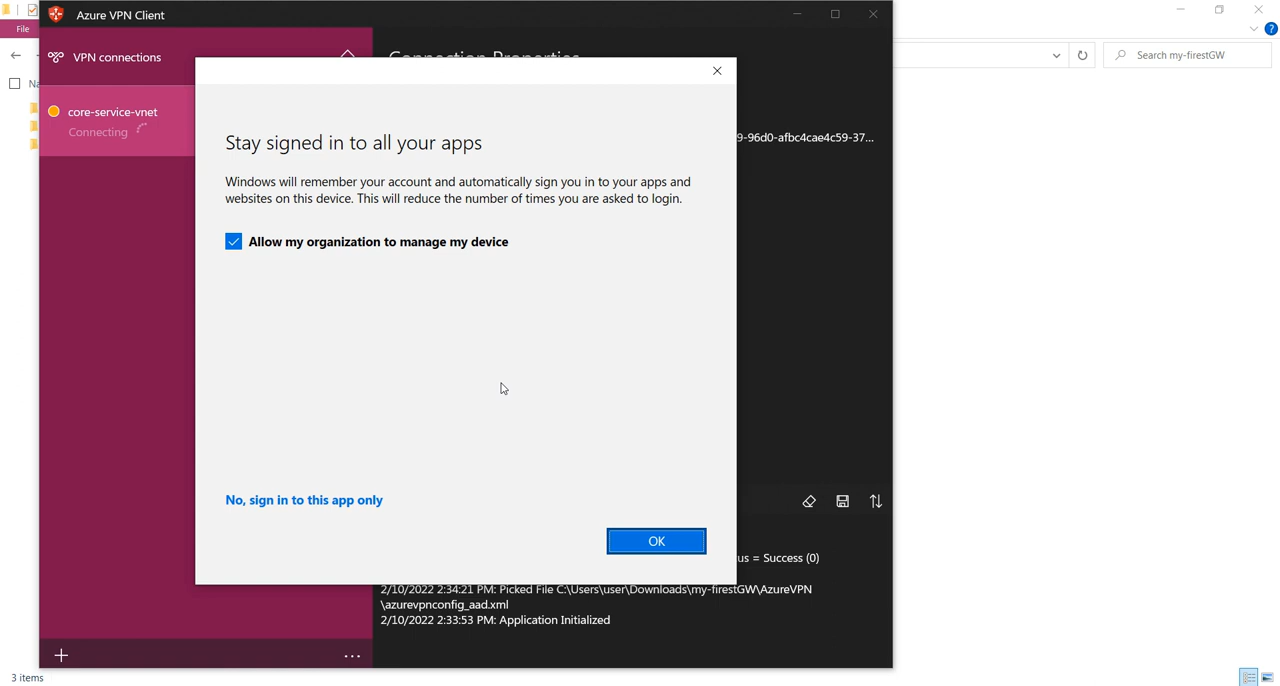 Azure VPN Client
File
VPN connections
Search my-firestGW
core-service-vnet
Connecting
9-96d0-afbc4cae4c59-37...
Stay signed in to all your apps
Windows will remember your account and automatically sign you in to your apps and
websites on this device. This will reduce the number of times you are asked to login.
Allow my organization to manage my device
No, sign in to this app only
OK
us = Success (0)
2/10/2022 2:34:21 PM: Picked File C:\Users\user\Downloads\my-firestGW\AzureVPN
\azurevpnconfig_aad.xml
2/10/2022 2:33:53 PM: Application Initialized
3 items